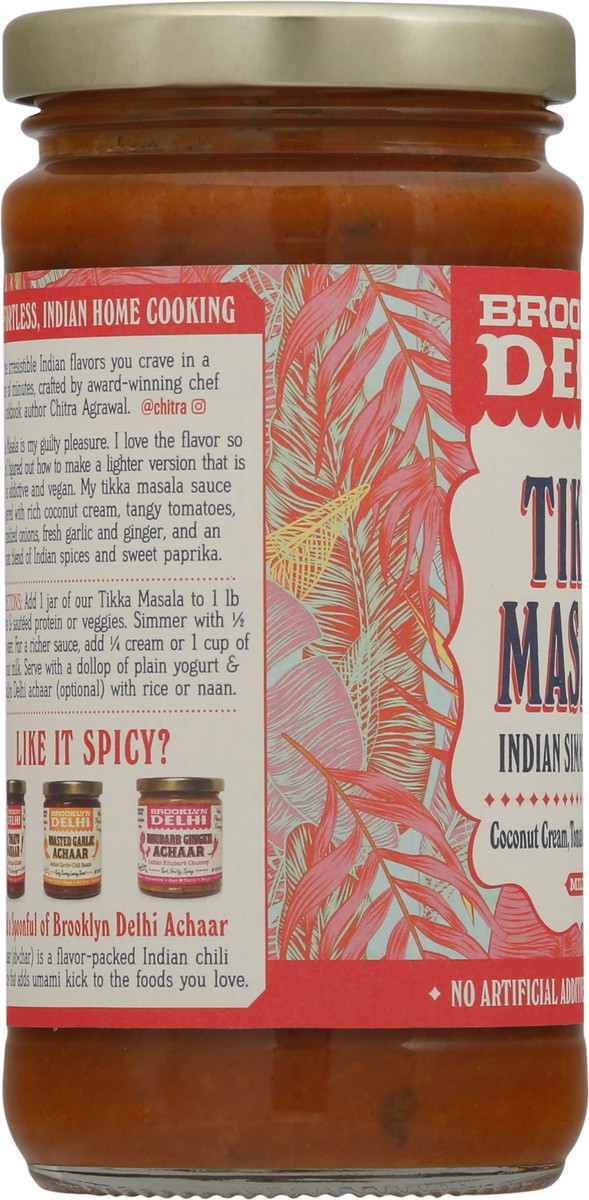 INDIAN HOME COOKING
irresistible Indian flavors you crave in a
of minutes, crafted by award-winning chef
author Chitra Agrawal. @chitra
Masala is my guilty pleasure. I love the flavor so
figured out how to make a lighter version that is
addictive and vegan. My tikka masala sauce
with rich coconut cream, tangy tomatoes,
onions, fresh garlic and ginger, and an
blend of Indian spices and sweet paprika.
Add 1 jar of our Tikka Masala to 1 lb
sautéed protein or veggies. Simmer with ½
For a richer sauce, add ¼ cream or 1 cup of
milk. Serve with a dollop of plain yogurt &
Delhi achaar (optional) with rice or naan.
LIKE IT SPICY?
BROOKLYN
DELHI
ROASTED GARLIC
ACHAAR
BROOKLYN
DELHI
RHUBARB GINGER
ACHAAR
Indian Rhubarb Chutney
Spoonful of Brooklyn Delhi Achaar
is a flavor-packed Indian chili
that adds umami kick to the foods you love.
BROO
DE
TIK
MAS
INDIAN SIM
Coconut Cream, Toma
MIL
NO ARTIFICIAL ADDITIVE